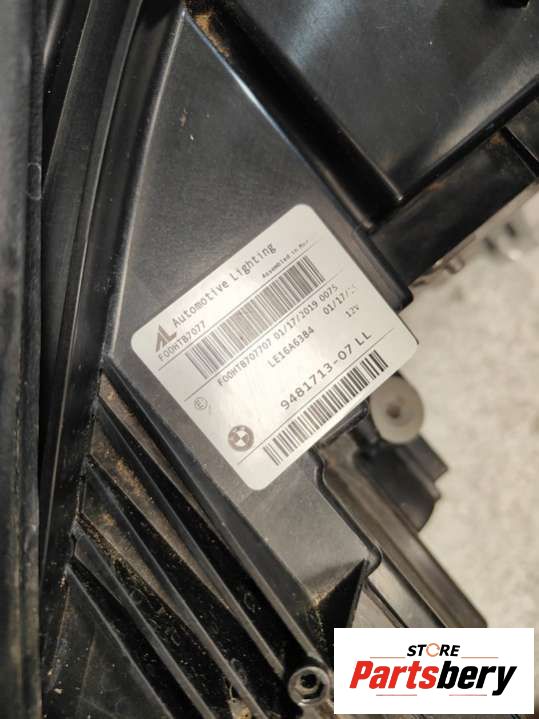 AL Automotive Lighting
Assembled in
F00HTB7077
F00HTB707707 01/17/2019 0075
LE16A6384
01/17/
12V
E
9481713-07 LL
STORE
Partsbery